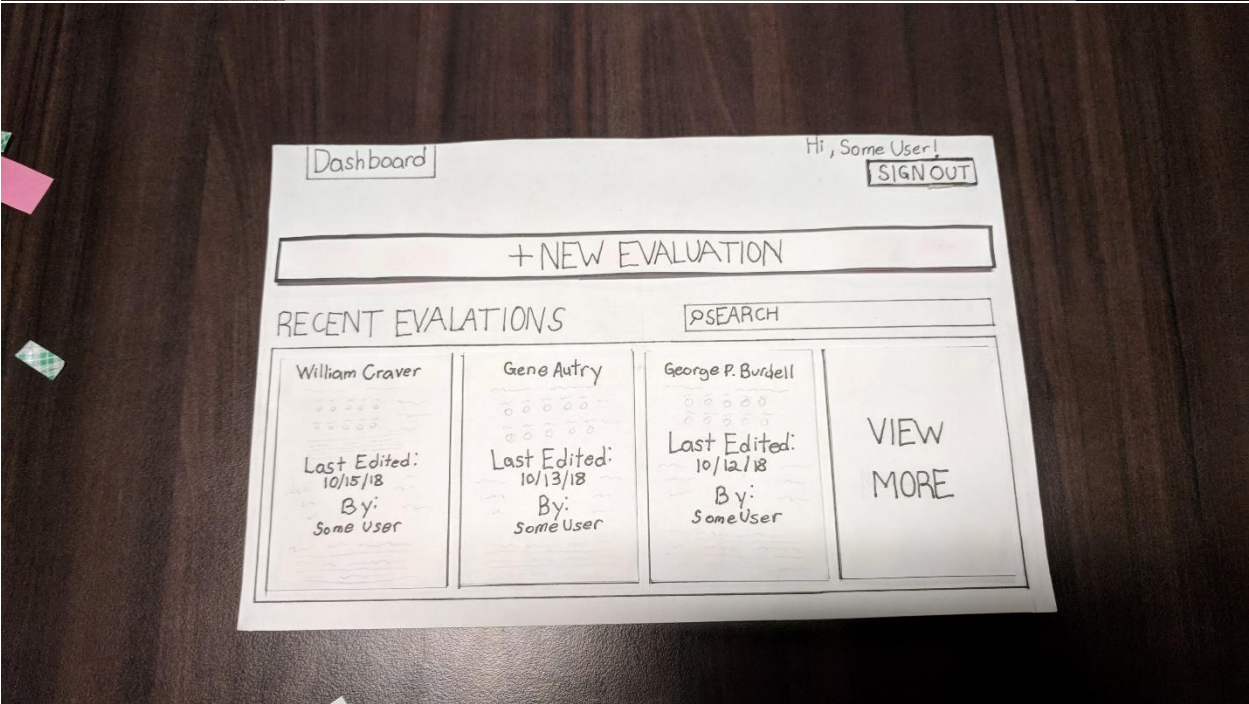 Dashboard
Hi, Some User!
SIGN OUT
+ NEW EVALUATION
RECENT EVALATIONS
SEARCH
William Craver
Last Edited:
10/15/18
By:
Some User
Gene Autry
Last Edited:
10/13/18
By:
Some User
George P. Burdell
Last Edited:
10/12/18
By:
Some User
VIEW
MORE